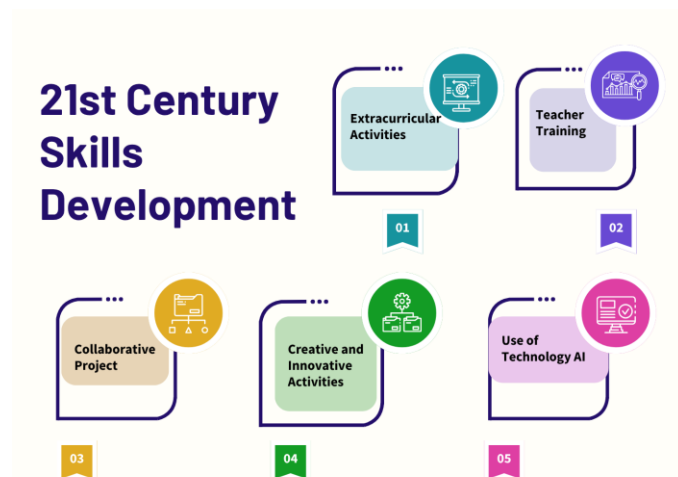 21st Century
Skills
Development
Extracurricular
Activities
01
Teacher
Training
02
Collaborative
Project
03
Creative and
Innovative
Activities
04
Use of
Technology AI
05